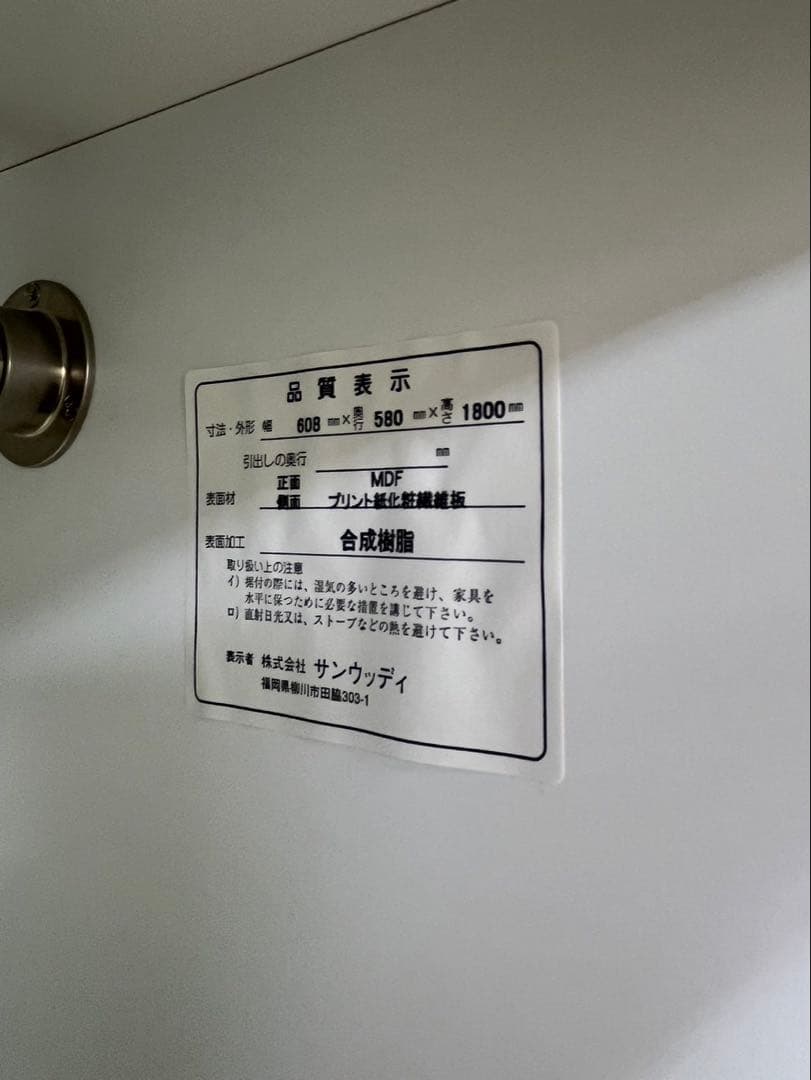 品質表示
寸法・外形 幅 608 mm×奥行 580 mm×高さ 1800 mm
引出しの奥行 mm
表面材 正面 MDF
側面 プリント紙化粧繊維板
表面加工 合成樹脂
取り扱い上の注意
イ) 据付の際には、湿気の多いところを避け、家具を
水平に保つために必要な措置を講じて下さい。
ロ) 直射日光又は、ストーブなどの熱を避けて下さい。
表示者 株式会社 サンウッディ
福岡県柳川市田脇303-1